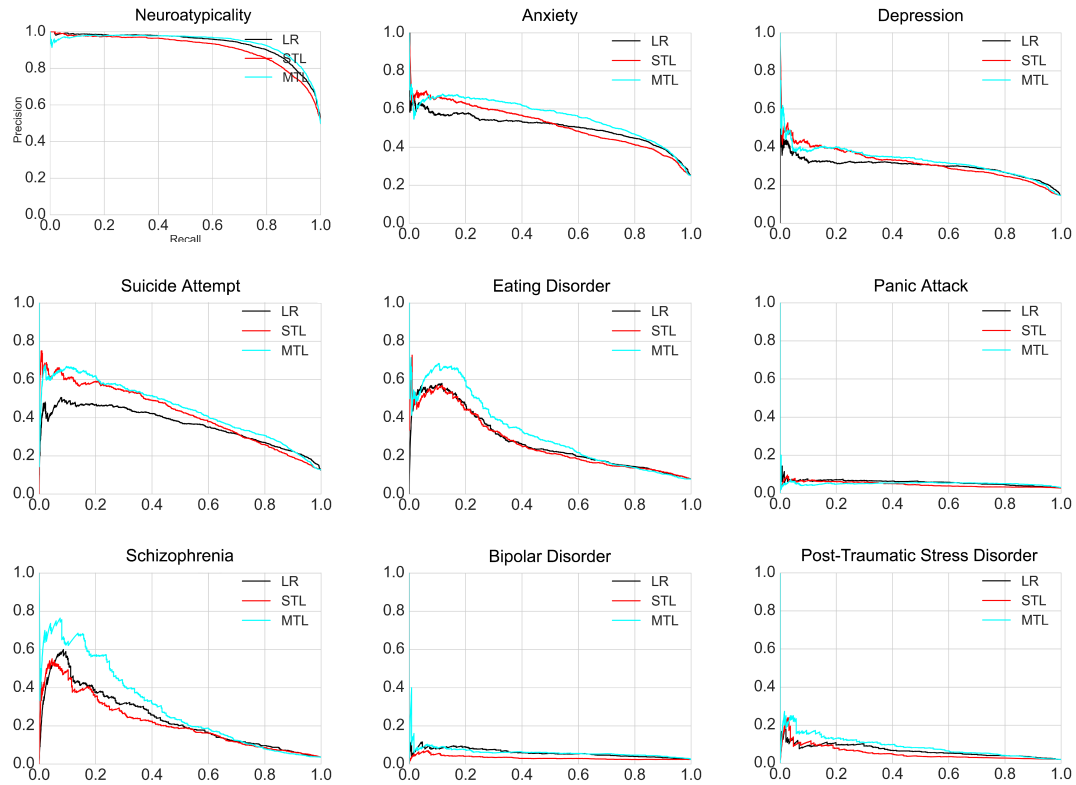 Neuroatypicality
Anxiety
Depression
1.0
0.8
0.6
0.4
0.2
0.0
Precision
0.0 0.2 0.4 0.6 0.8 1.0
Recall
LR
STL
MTL
1.0
0.8
0.6
0.4
0.2
0.0
0.0 0.2 0.4 0.6 0.8 1.0
LR
STL
MTL
1.0
0.8
0.6
0.4
0.2
0.0
0.0 0.2 0.4 0.6 0.8 1.0
LR
STL
MTL
Suicide Attempt
Eating Disorder
Panic Attack
1.0
0.8
0.6
0.4
0.2
0.0
0.0 0.2 0.4 0.6 0.8 1.0
LR
STL
MTL
1.0
0.8
0.6
0.4
0.2
0.0
0.0 0.2 0.4 0.6 0.8 1.0
LR
STL
MTL
1.0
0.8
0.6
0.4
0.2
0.0
0.0 0.2 0.4 0.6 0.8 1.0
LR
STL
MTL
Schizophrenia
Bipolar Disorder
Post-Traumatic Stress Disorder
1.0
0.8
0.6
0.4
0.2
0.0
0.0 0.2 0.4 0.6 0.8 1.0
LR
STL
MTL
1.0
0.8
0.6
0.4
0.2
0.0
0.0 0.2 0.4 0.6 0.8 1.0
LR
STL
MTL
1.0
0.8
0.6
0.4
0.2
0.0
0.0 0.2 0.4 0.6 0.8 1.0
LR
STL
MTL